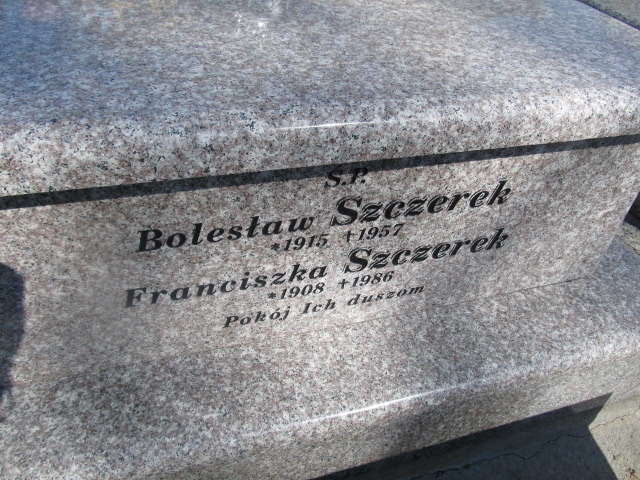 Ś.P.
Bolesław Szczerek
*1915 †1957
Franciszka Szczerek
*1908 †1986
Pokój Ich duszom